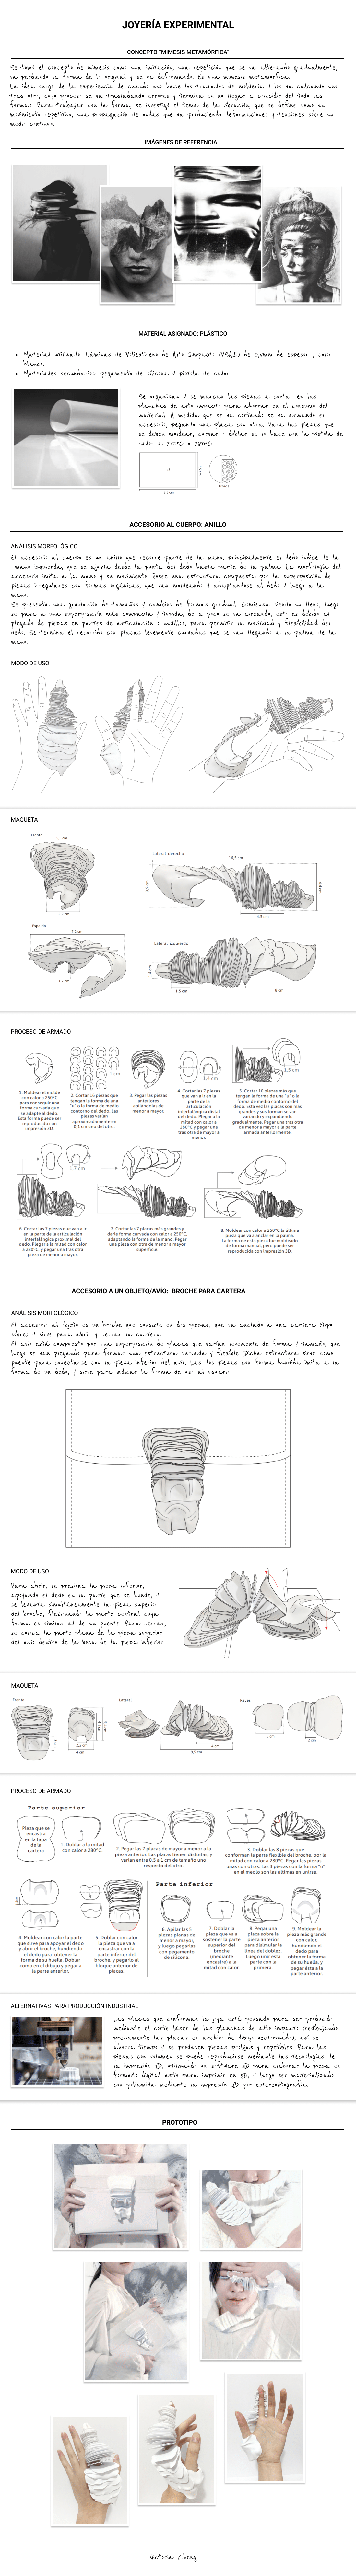 JOYERÍA EXPERIMENTAL
CONCEPTO "MIMESIS METAMÓRFICA"
Se tomó el concepto de mimesis como una imitación, una repetición que se va alterando gradualmente,
va perdiendo la forma de lo original y se va deformando. Es una mimesis metamórfica.
La idea surge de la experiencia de cuando uno hace los trazados de moldería y los va calcando uno
tras otro, cuyo proceso se va trasladando errores y termina en no llegar a coincidir del todo las
formas. Para trabajar con la forma, se investigó el tema de la vibración, que se define como un
movimiento repetitivo, una propagación de ondas que va produciendo deformaciones y tensiones sobre un
medio continuo.
IMÁGENES DE REFERENCIA
MATERIAL ASIGNADO: PLÁSTICO
• Material utilizado: Láminas de Poliestireno de Alto Impacto (PSAI) de 0,5mm de espesor, color
blanco.
• Materiales secundarios: pegamento de silicona y pistola de calor.
Se organizan y se marcan las piezas a cortar en las
planchas de alto impacto para ahorrar en el consumo del
material. A medida que se va cortando se va armando el
accesorio, pegando una placa con otra. Para las piezas que
se deben moldear, curvar o doblar se lo hace con la pistola de
calor a 250°C o 280°C.
ACCESORIO AL CUERPO: ANILLO
ANÁLISIS MORFOLÓGICO
El accesorio al cuerpo es un anillo que recorre parte de la mano, principalmente el dedo índice de la
mano izquierda, que se ajusta desde la punta del dedo hasta parte de la palma. La morfología del
accesorio imita a la mano y su movimiento. Posee una estructura compuesta por la superposición de
piezas irregulares con formas orgánicas, que van moldeando y adaptándose al dedo y luego a la
mano.
Se presenta una gradación de tamaños y cambios de formas gradual. Comienza siendo un lleno, luego
se pasa a una superposición más compacta y tupida, de a poco se va aireando, esto es debido al
plegado de piezas en partes de articulación o nudillos, para permitir la movilidad y flexibilidad del
dedo. Se termina el recorrido con placas levemente curvadas que se van llegando a la palma de la
mano.
MODO DE USO
MAQUETA
Frente
5,5 cm
2,2 cm
Lateral derecho
16,5 cm
4,3 cm
Espalda
7,2 cm
2,7 cm
Lateral izquierdo
1,5 cm
8 cm
PROCESO DE ARMADO
1 cm
1,4 cm
1,5 cm
1. Moldear el molde
con calor a 250ºC
para conseguir una
forma curvada que
se adapte al dedo.
Esta forma puede ser
reproducido con
impresión 3D.
2. Cortar 16 piezas que
tengan la forma de una
"u" o la forma de medio
contorno del dedo. Las
piezas varían
aproximadamente en
0,1 cm uno del otro.
3. Pegar las piezas
anteriores
apilándolas de
menor a mayor.
4. Cortar las 7 piezas
que van a ir en la
parte de la
articulación
interfalángica distal
del dedo. Plegar a la
mitad con calor a
280ºC y pegar una
tras otra de mayor a
menor.
5. Cortar 10 piezas más que
tengan la forma de una "u" o la
forma de medio contorno del
dedo. Esta vez las placas son más
grandes y sus forman se van
variando y expandiendo
gradualmente. Pegar una tras otra
de menor a mayor en la parte
armada anteriormente.
1,7 cm
6. Cortar las 7 piezas que van a ir
en la parte de la articulación
interfalángica proximal del
dedo. Plegar a la mitad con calor
a 280ºC, y pegar una tras otra
pieza de menor a mayor.
7. Cortar las 7 placas más grandes y
darle forma curvada con calor a 250ºC,
adaptando la forma de la mano. Pegar
una pieza con otra de menor a mayor
superficie.
8. Moldear con calor a 250ºC la última
pieza que va a anclar en la palma.
La forma de esta pieza fue moldeado
de forma manual, pero puede ser
reproducida con impresión 3D.
ACCESORIO A UN OBJETO/AVÍO: BROCHE PARA CARTERA
ANÁLISIS MORFOLÓGICO
El accesorio al objeto es un broche que consiste en dos piezas, que va anclado a una cartera tipo
sobres y sirve para abrir y cerrar la cartera.
El avío está compuesto por una superposición de placas que varían levemente de forma y tamaño, que
luego se van plegando para formar una estructura curvada y flexible. Dicha estructura sirve como
puente para conectarse con la pieza inferior del avío. Las dos piezas con forma hundida imita a la
forma de un dedo, y sirve para indicar la forma de uso al usuario
MODO DE USO
Para abrir, se presiona la pieza inferior,
apoyando el dedo en la parte que se hunde, y
se levanta simultáneamente la pieza superior
del broche, flexionando la parte central cuya
forma es similar al de un puente. Para cerrar,
se coloca la parte plana de la pieza superior
del avío dentro de la boca de la pieza inferior.
MAQUETA
Frente
2,2 cm
4 cm
Lateral
4 cm
9,5 cm
Revés
5 cm
2 cm
PROCESO DE ARMADO
Parte superior
Pieza que se
encastra
en la tapa
de la
cartera
1. Doblar a la mitad
con calor a 280ºC.
2. Pegar las 7 placas de mayor a menor a la
pieza anterior. Las placas tienen distintas, y
varían entre 0,5 a 1 cm de tamaño uno
respecto del otro.
3. Doblar las 8 piezas que
conforman la parte flexible del broche, por la
mitad con calor a 280ºC. Pegar las piezas
unas con otras. Las 3 piezas con la forma "u"
en el medio son las últimas en unirse.
4. Moldear con calor la parte
que sirve para apoyar el dedo
y abrir el broche, hundiendo
el dedo para obtener la
forma de su huella. Doblar
como en el dibujo y pegar a
la parte anterior.
5. Doblar con calor
la pieza que va a
encastrar con la
parte inferior del
broche, y pegarlo al
bloque anterior de
placas.
Parte inferior
6. Apilar las 5
piezas planas de
menor a mayor,
y luego pegarlas
con pegamento
de silicona.
7. Doblar la
pieza que va a
sostener la parte
superior del
broche
(mediante
encastre) a la
mitad con calor.
8. Pegar una
placa sobre la
pieza anterior
para disimular la
línea del doblez.
Luego unir esta
parte con la
primera.
9. Moldear la
pieza más grande
con calor,
hundiendo el
dedo para
obtener la forma
de su huella, y
pegar ésta a la
parte anterior.
ALTERNATIVAS PARA PRODUCCIÓN INDUSTRIAL
Las placas que conforman la joya está pensado para ser producido
mediante el corte láser de las planchas de alto impacto (redibujando
previamente las placas en archivo de dibujo vectorizado), así se
ahorra tiempo y se producen piezas prolijas y repetibles. Para las
piezas con volumen se puede reproducirse mediante las tecnologías de
la impresión 3D, utilizando un software 3D para elaborar la pieza en
formato digital apto para imprimir en 3D, y luego ser materializado
con poliamida mediante la impresión 3D por estereolitografía.
PROTOTIPO
Victoria Zheng